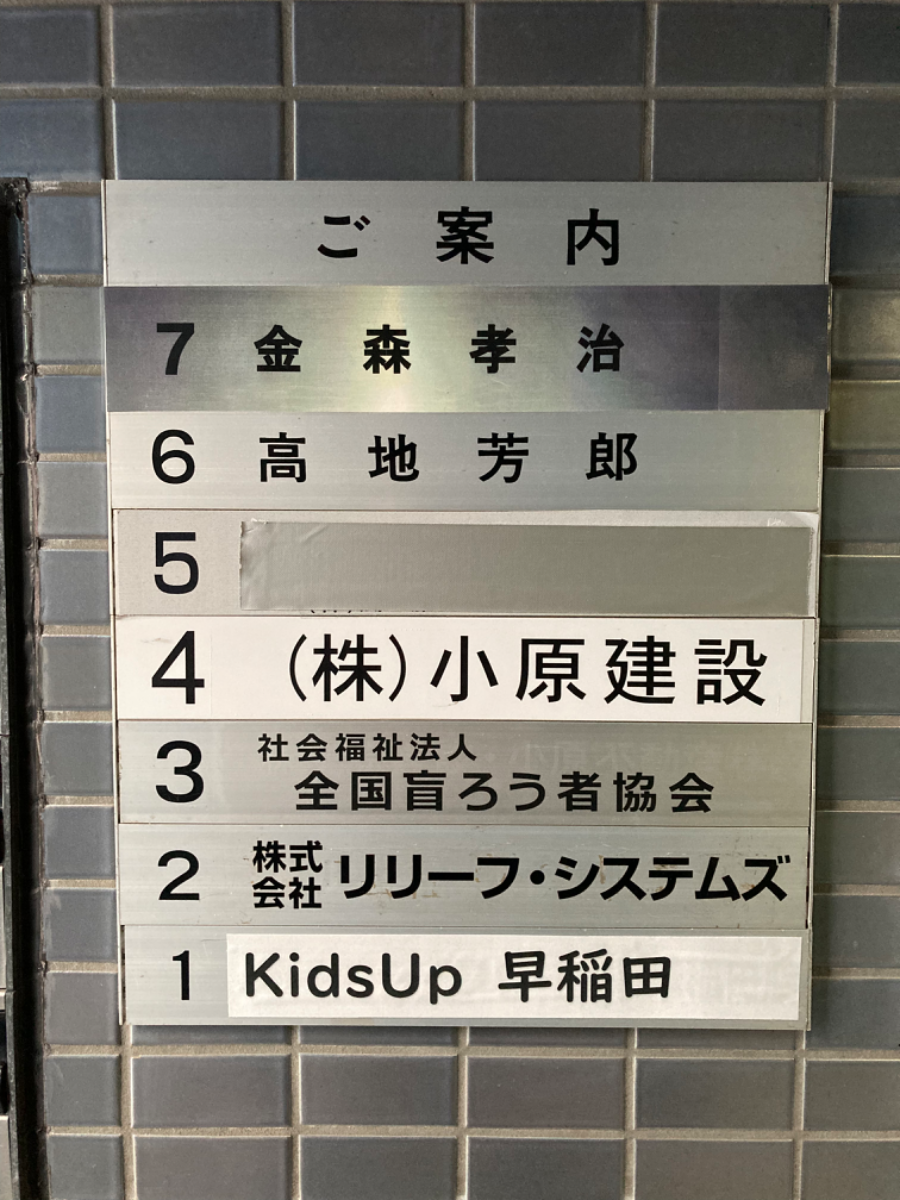 ご案内
7 金森孝治
6 高地芳郎
5
4 (株)小原建設
3 社会福祉法人
全国盲ろう者協会
2 株式会社 リリーフ・システムズ
1 KidsUp 早稲田